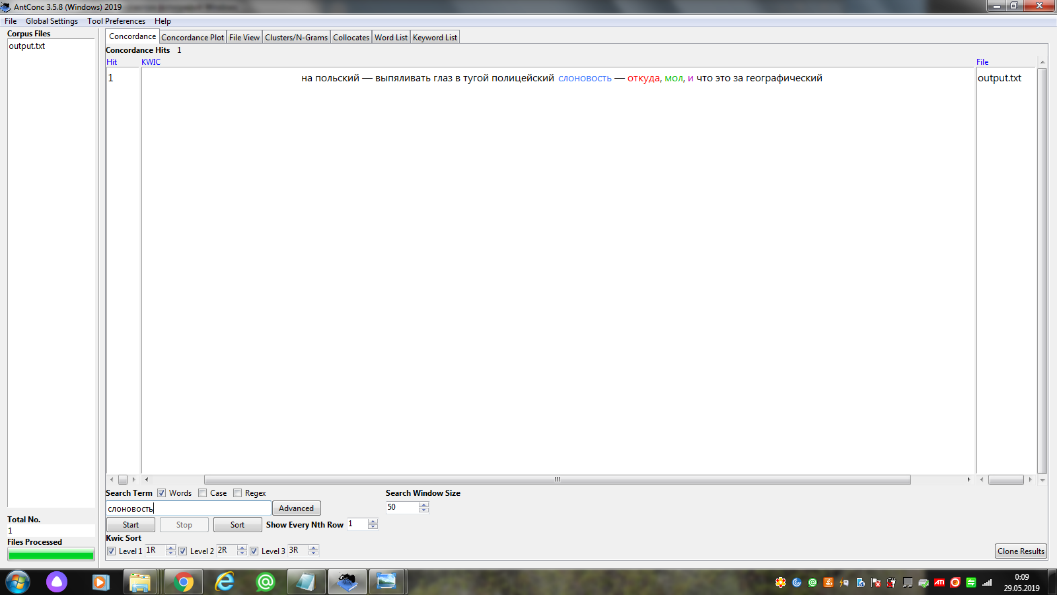 AntConc 3.5.8 (Windows) 2019
File Global Settings Tool Preferences Help
Corpus Files
output.txt
Concordance Concordance Plot File View Clusters/N-Grams Collocates Word List Keyword List
Concordance Hits 1
Hit KWIC File
1 на польский — выпяливать глаз в тугой полицейский слоновость — откуда, мол, и что это за географический output.txt
Search Term Words Case Regex Search Window Size
слоновость Advanced 50
Start Stop Sort Show Every Nth Row 1
Kwic Sort
Level 1 1R Level 2 2R Level 3 3R
Total No.
1
Files Processed
Clone Results
0:09
29.05.2019